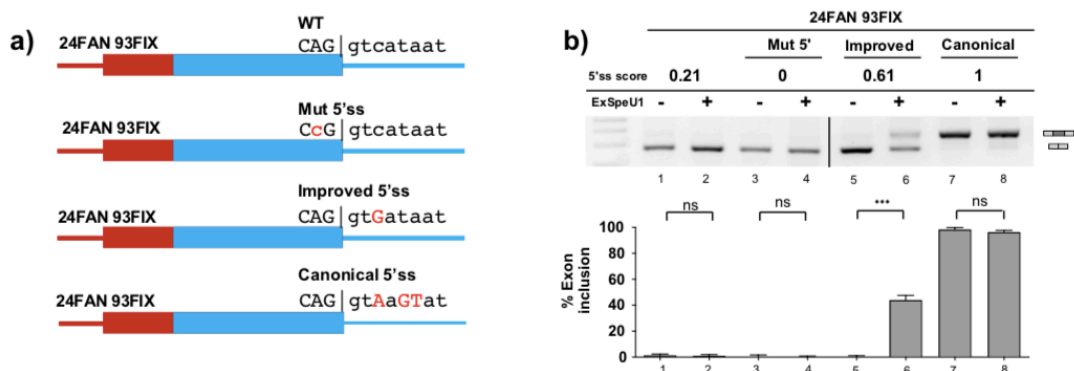 a)
WT
24FAN 93FIX
CAG gtcataat
Mut 5'ss
24FAN 93FIX
CcG gtcataat
Improved 5'ss
24FAN 93FIX
CAG gtGataat
Canonical 5'ss
24FAN 93FIX
CAG gtAaGTat
b)
24FAN 93FIX
Mut 5' Improved Canonical
5'ss score 0.21 0 0.61 1
ExSpeU1 - + - + - + - +
1 2 3 4 5 6 7 8
ns ns *** ns
% Exon inclusion
100
80
60
40
20
0
1 2 3 4 5 6 7 8